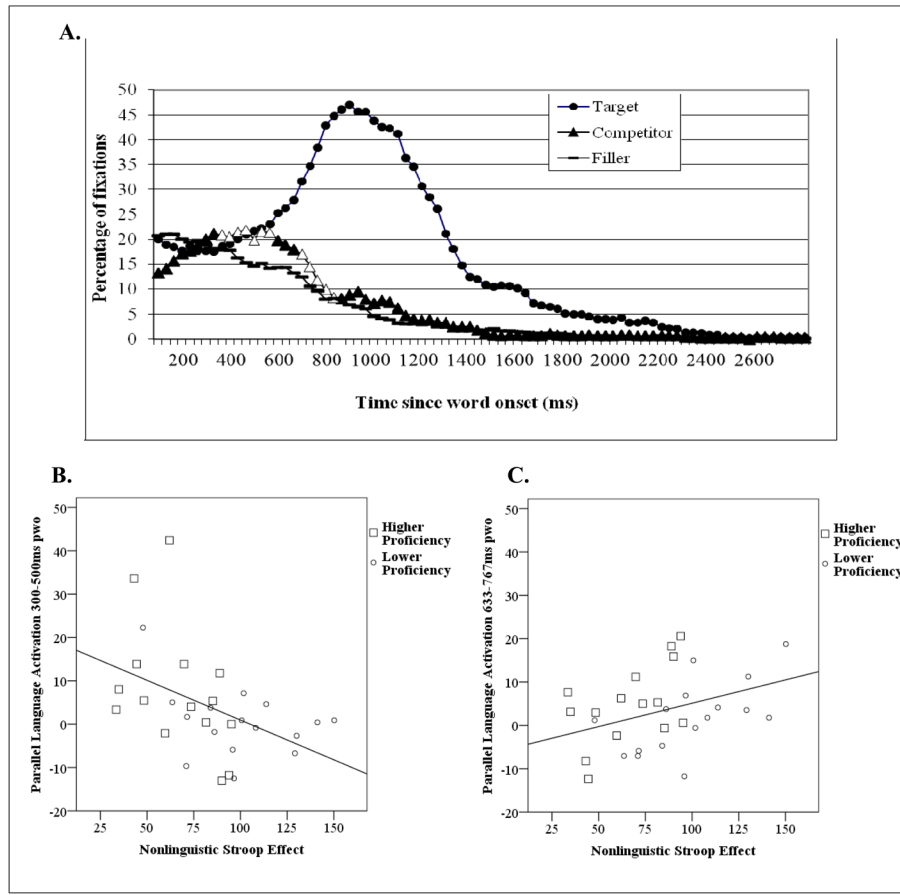 A.
50
45
40
35
30
25
20
15
10
5
0
Percentage of fixations
Target
Competitor
Filler
200 400 600 800 1000 1200 1400 1600 1800 2000 2200 2400 2600
Time since word onset (ms)
B.
50
40
30
20
10
0
-10
-20
Parallel Language Activation 300-500ms pwo
Higher
Proficiency
Lower
Proficiency
25 50 75 100 125 150
Nonlinguistic Stroop Effect
C.
50
40
30
20
10
0
-10
-20
Parallel Language Activation 633-767ms pwo
Higher
Proficiency
Lower
Proficiency
25 50 75 100 125 150
Nonlinguistic Stroop Effect